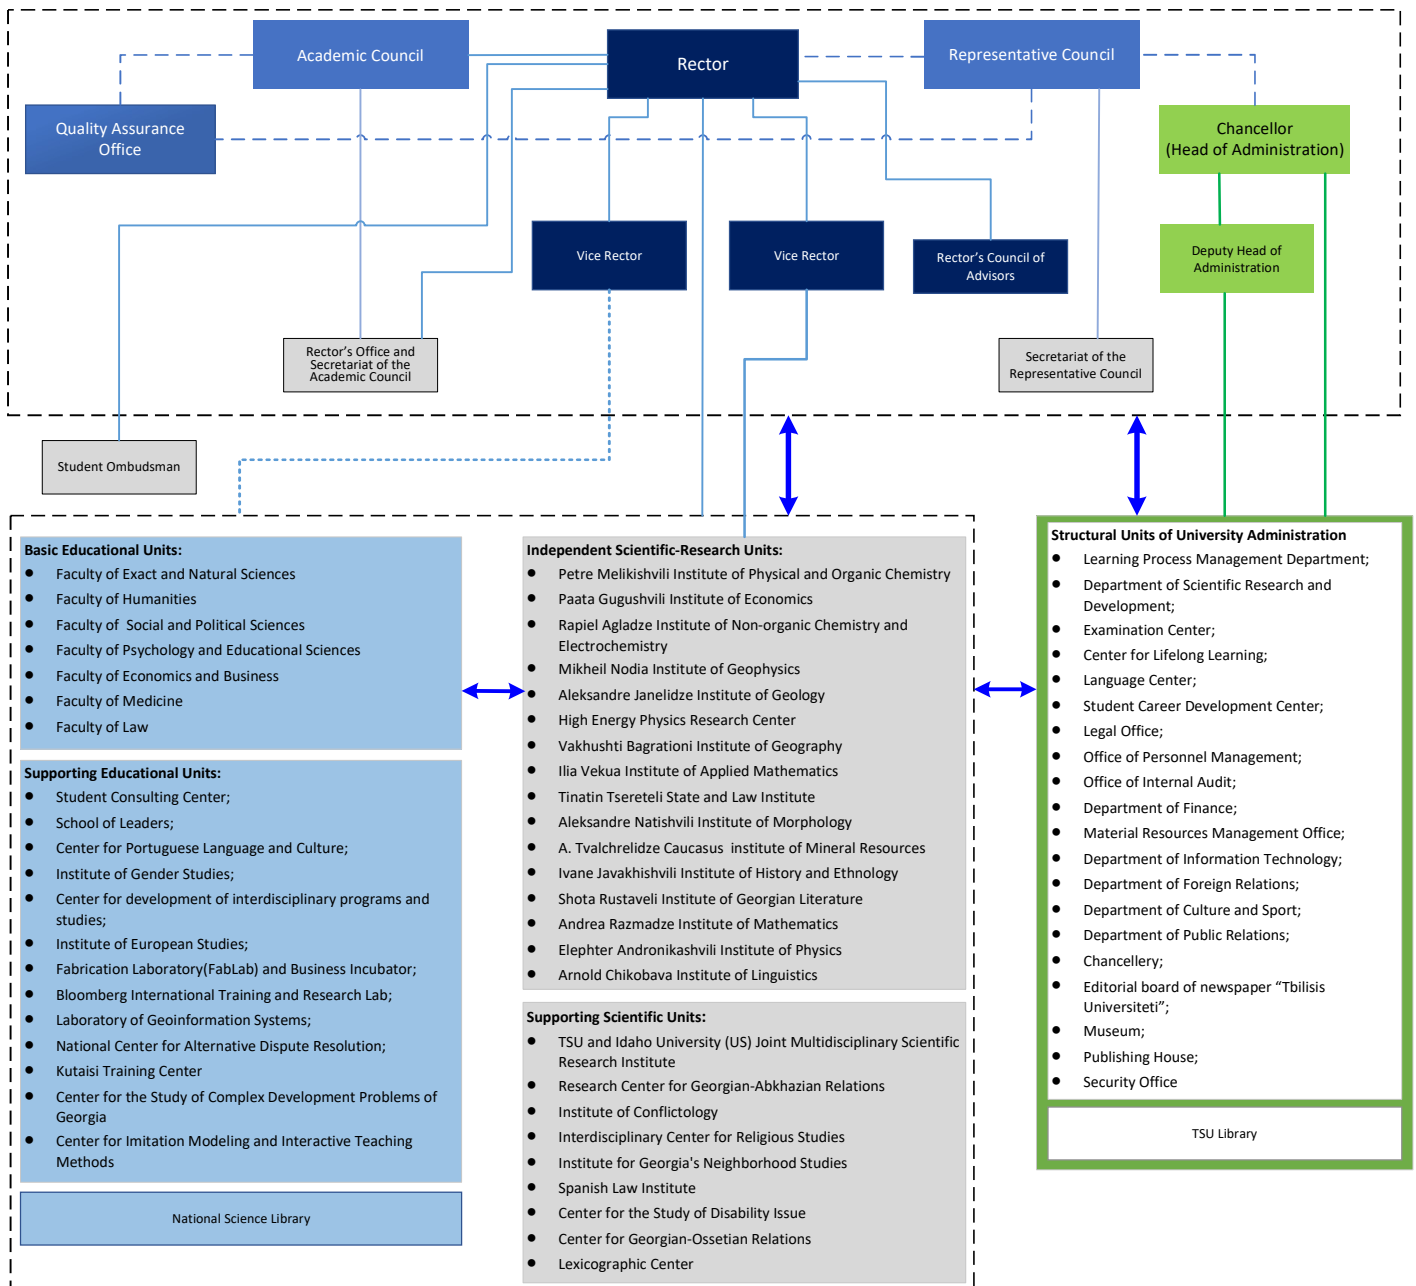 Academic Council
Rector
Representative Council
Quality Assurance
Office
Chancellor
(Head of Administration)
Vice Rector
Vice Rector
Rector's Council of
Advisors
Deputy Head of
Administration
Rector's Office and
Secretariat of the
Academic Council
Secretariat of the
Representative Council
Student Ombudsman
Basic Educational Units:
● Faculty of Exact and Natural Sciences
● Faculty of Humanities
● Faculty of  Social and Political Sciences
● Faculty of Psychology and Educational Sciences
● Faculty of Economics and Business
● Faculty of Medicine
● Faculty of Law
Supporting Educational Units:
● Student Consulting Center;
● School of Leaders;
● Center for Portuguese Language and Culture;
● Institute of Gender Studies;
● Center for development of interdisciplinary programs and
studies;
● Institute of European Studies;
● Fabrication Laboratory(FabLab) and Business Incubator;
● Bloomberg International Training and Research Lab;
● Laboratory of Geoinformation Systems;
● National Center for Alternative Dispute Resolution;
● Kutaisi Training Center
● Center for the Study of Complex Development Problems of
Georgia
● Center for Imitation Modeling and Interactive Teaching
Methods
National Science Library
Independent Scientific-Research Units:
● Petre Melikishvili Institute of Physical and Organic Chemistry
● Paata Gugushvili Institute of Economics
● Rapiel Agladze Institute of Non-organic Chemistry and
Electrochemistry
● Mikheil Nodia Institute of Geophysics
● Aleksandre Janelidze Institute of Geology
● High Energy Physics Research Center
● Vakhushti Bagrationi Institute of Geography
● Ilia Vekua Institute of Applied Mathematics
● Tinatin Tsereteli State and Law Institute
● Aleksandre Natishvili Institute of Morphology
● A. Tvalchrelidze Caucasus  institute of Mineral Resources
● Ivane Javakhishvili Institute of History and Ethnology
● Shota Rustaveli Institute of Georgian Literature
● Andrea Razmadze Institute of Mathematics
● Elephter Andronikashvili Institute of Physics
● Arnold Chikobava Institute of Linguistics
Supporting Scientific Units:
● TSU and Idaho University (US) Joint Multidisciplinary Scientific
Research Institute
● Research Center for Georgian-Abkhazian Relations
● Institute of Conflictology
● Interdisciplinary Center for Religious Studies
● Institute for Georgia's Neighborhood Studies
● Spanish Law Institute
● Center for the Study of Disability Issue
● Center for Georgian-Ossetian Relations
● Lexicographic Center
Structural Units of University Administration
● Learning Process Management Department;
● Department of Scientific Research and
Development;
● Examination Center;
● Center for Lifelong Learning;
● Language Center;
● Student Career Development Center;
● Legal Office;
● Office of Personnel Management;
● Office of Internal Audit;
● Department of Finance;
● Material Resources Management Office;
● Department of Information Technology;
● Department of Foreign Relations;
● Department of Culture and Sport;
● Department of Public Relations;
● Chancellery;
● Editorial board of newspaper “Tbilisis
Universiteti”;
● Museum;
● Publishing House;
● Security Office
TSU Library